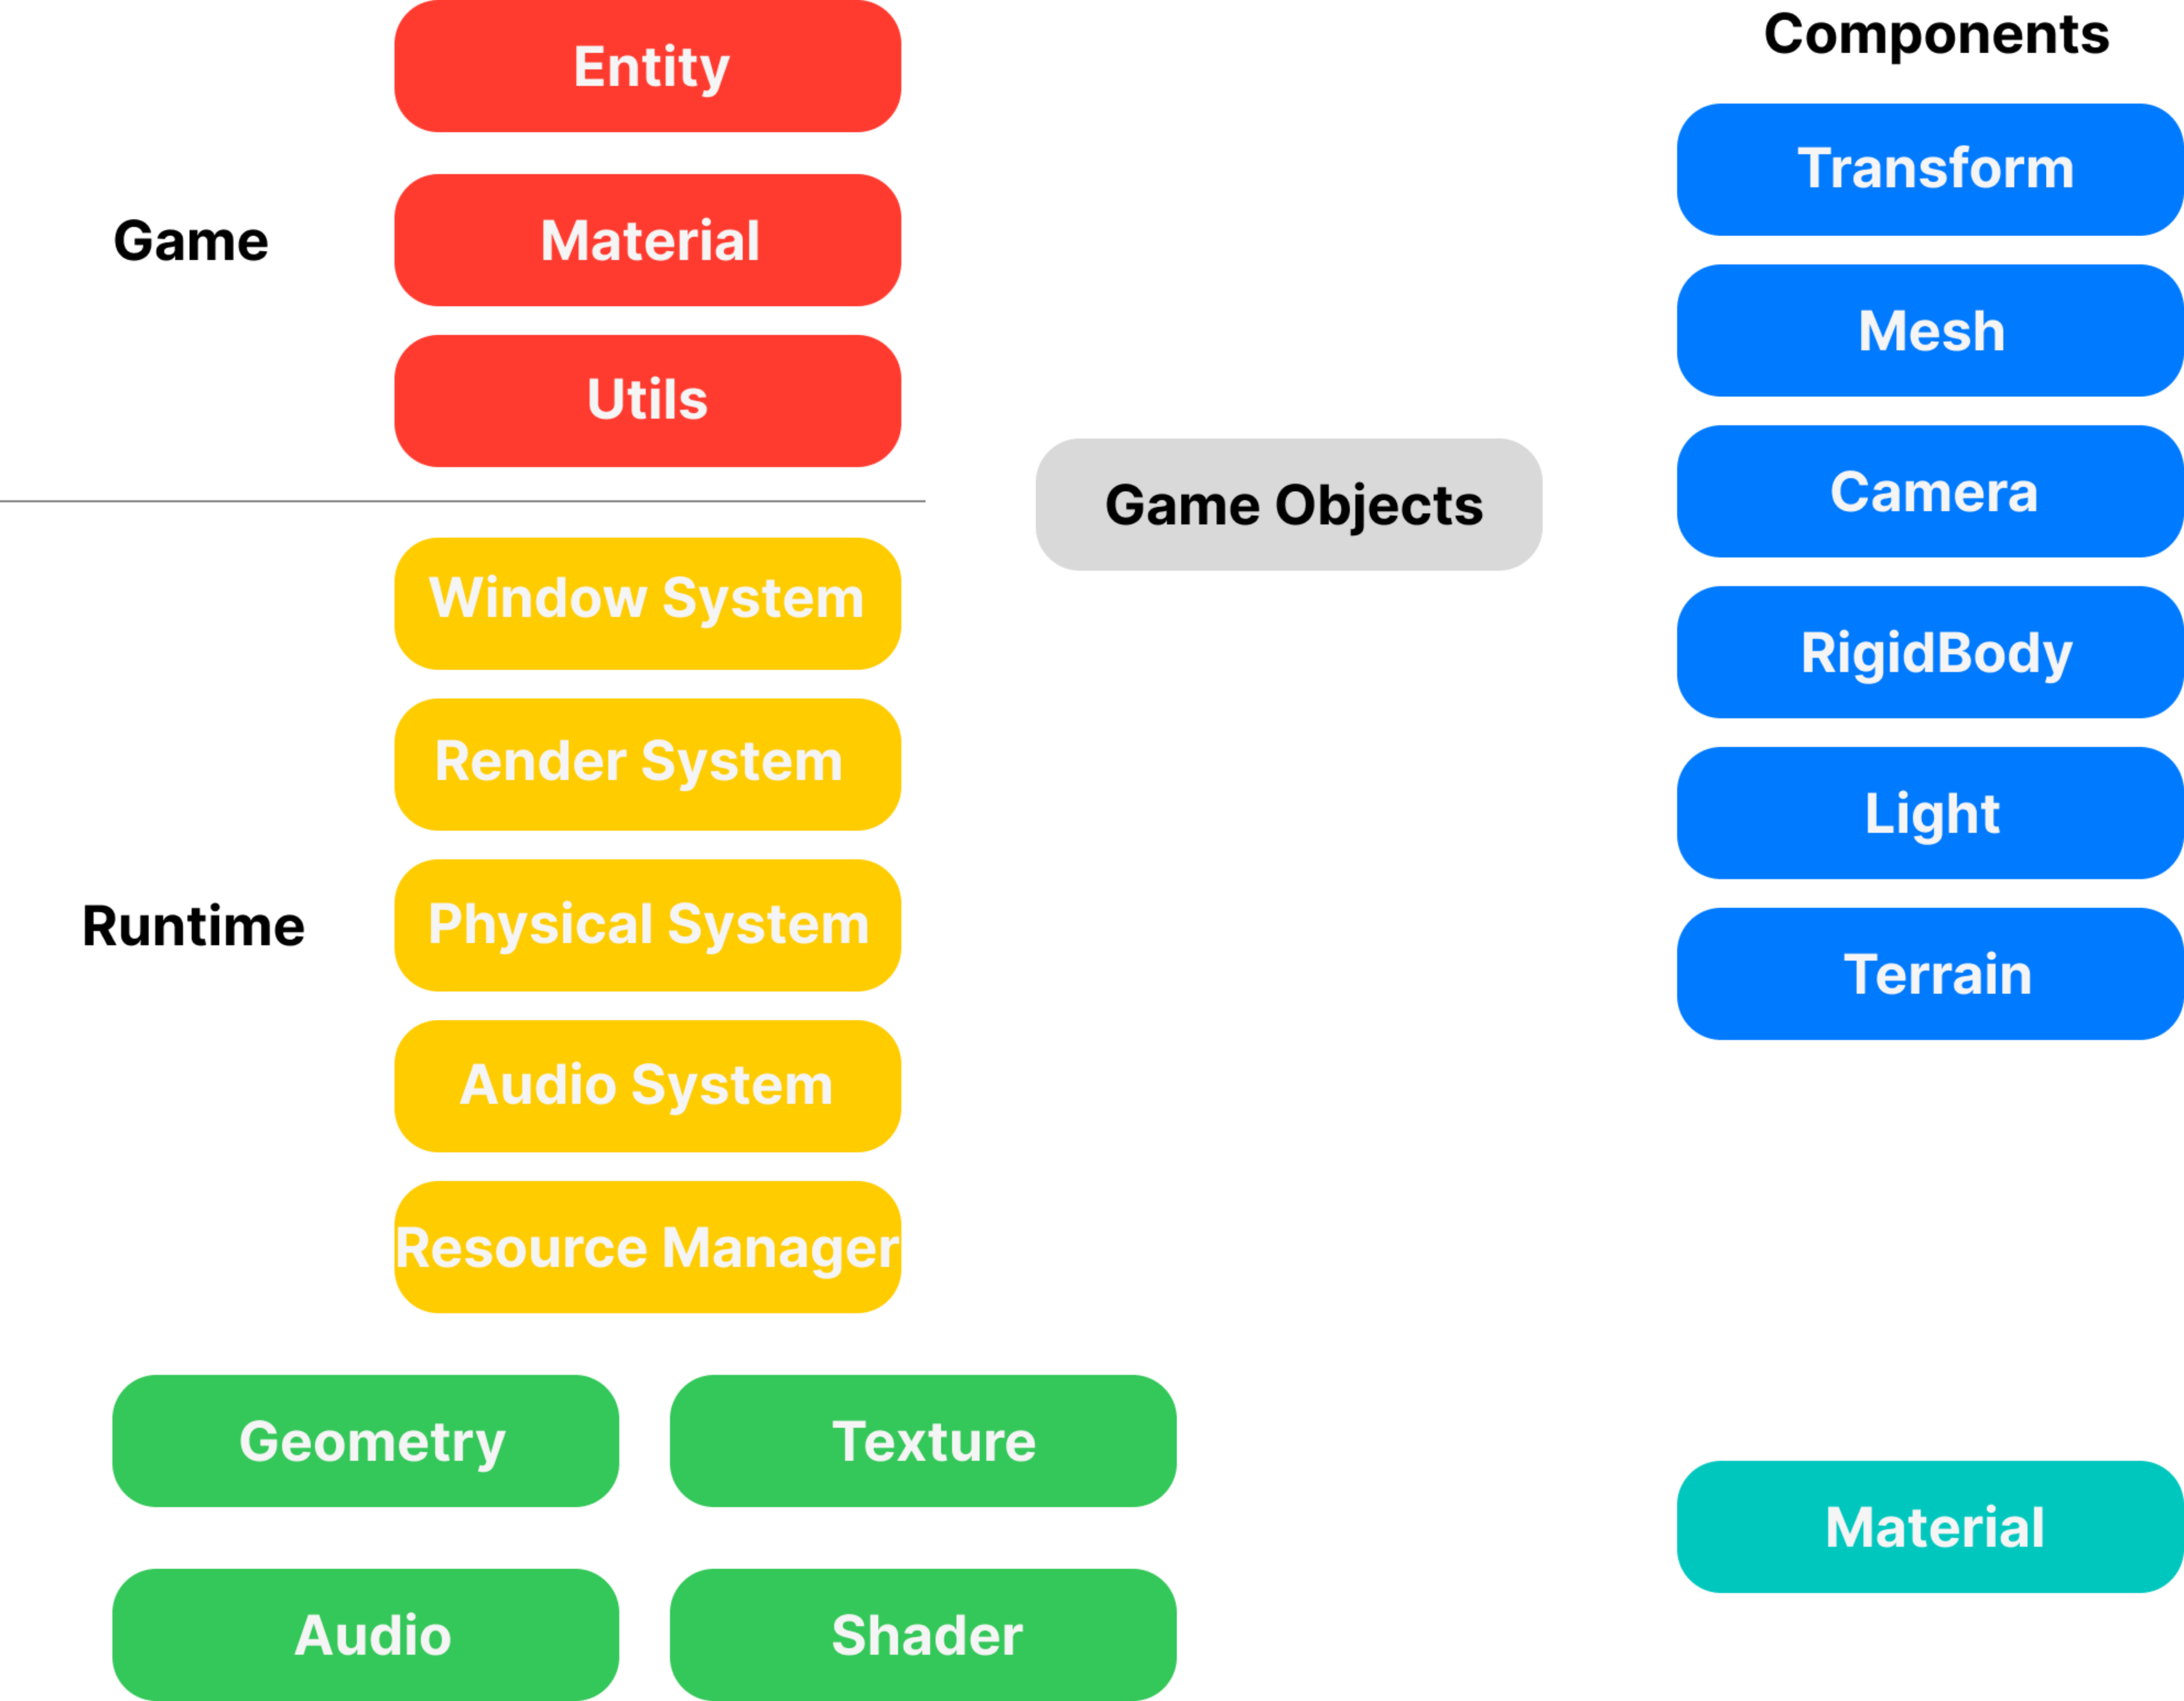 Entity
Game
Material
Utils
Window System
Render System
Runtime
Physical System
Audio System
Resource Manager
Geometry
Texture
Audio
Shader
Game Objects
Components
Transform
Mesh
Camera
RigidBody
Light
Terrain
Material